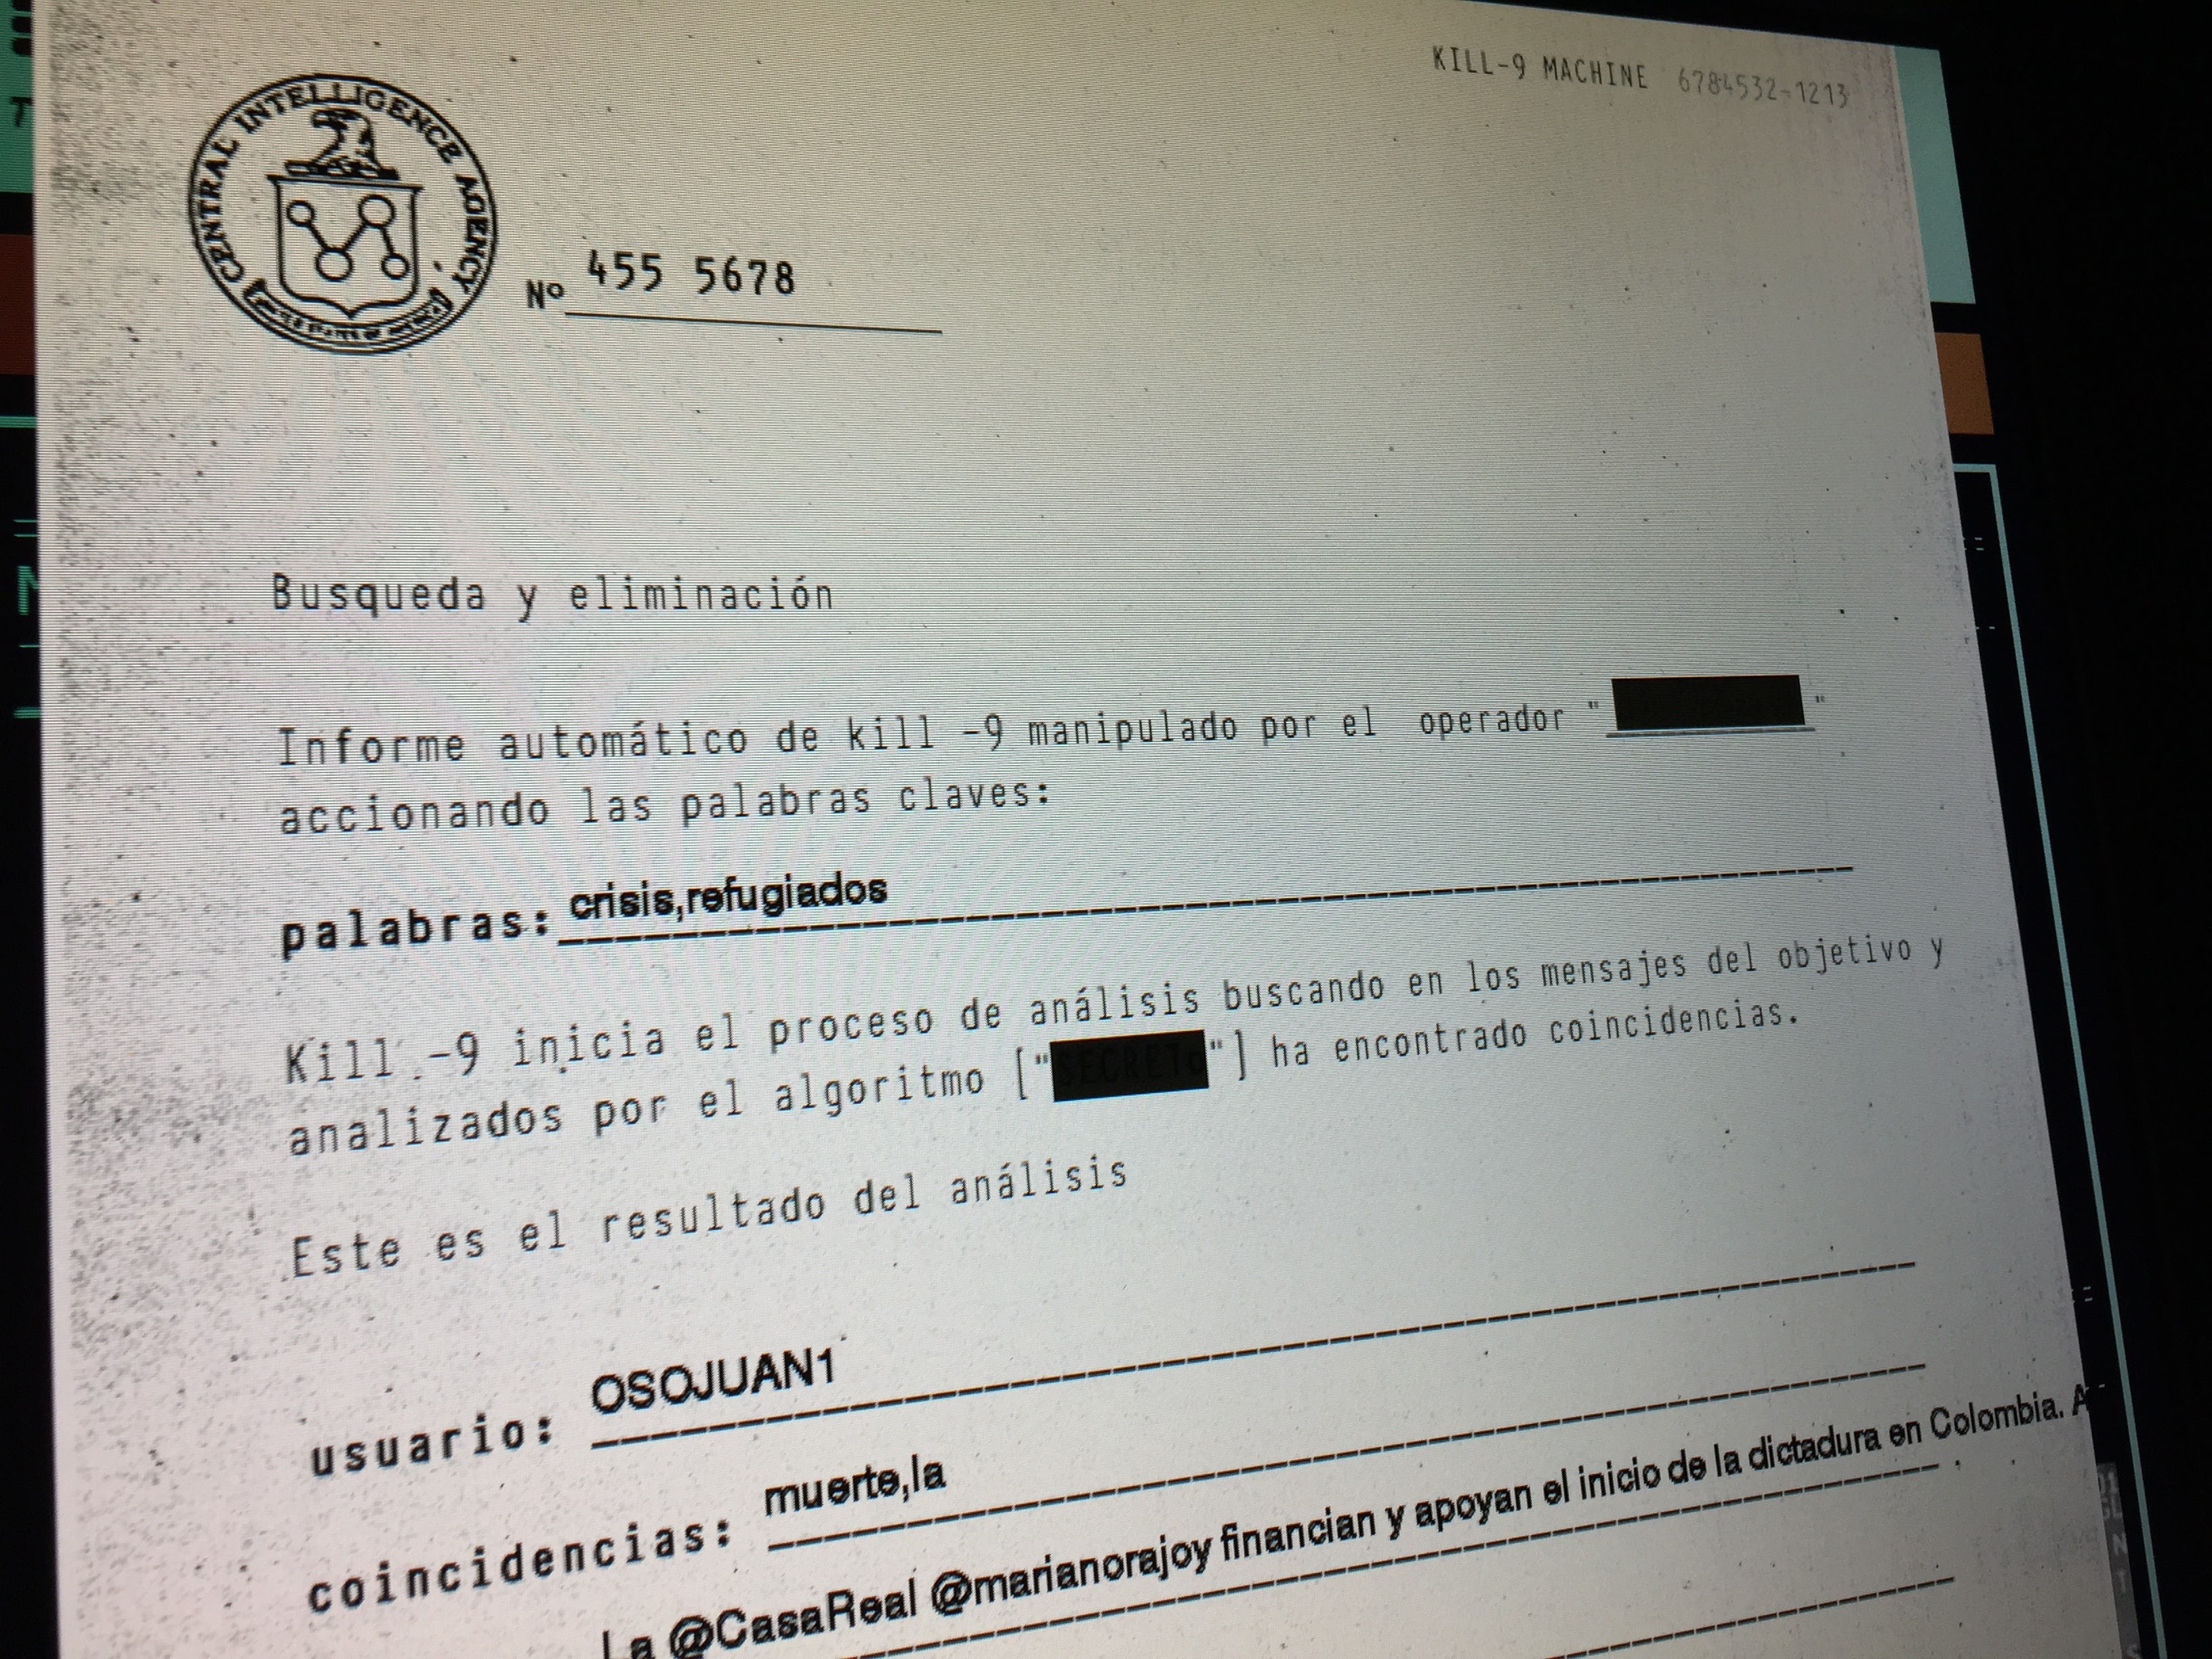 KILL-9 MACHINE 6784532-1213
CENTRAL INTELLIGENCE AGENCY
Nº 455 5678
Busqueda y eliminación
Informe automático de kill -9 manipulado por el operador " "
accionando las palabras claves:
palabras: crisis,refugiados
Kill -9 inicia el proceso de análisis buscando en los mensajes del objetivo y
analizados por el algoritmo ["SECRETo"] ha encontrado coincidencias.
Este es el resultado del análisis
usuario: OSOJUAN1
coincidencias: muerte,la
La @CasaReal @marianorajoy financian y apoyan el inicio de la dictadura en Colombia. A